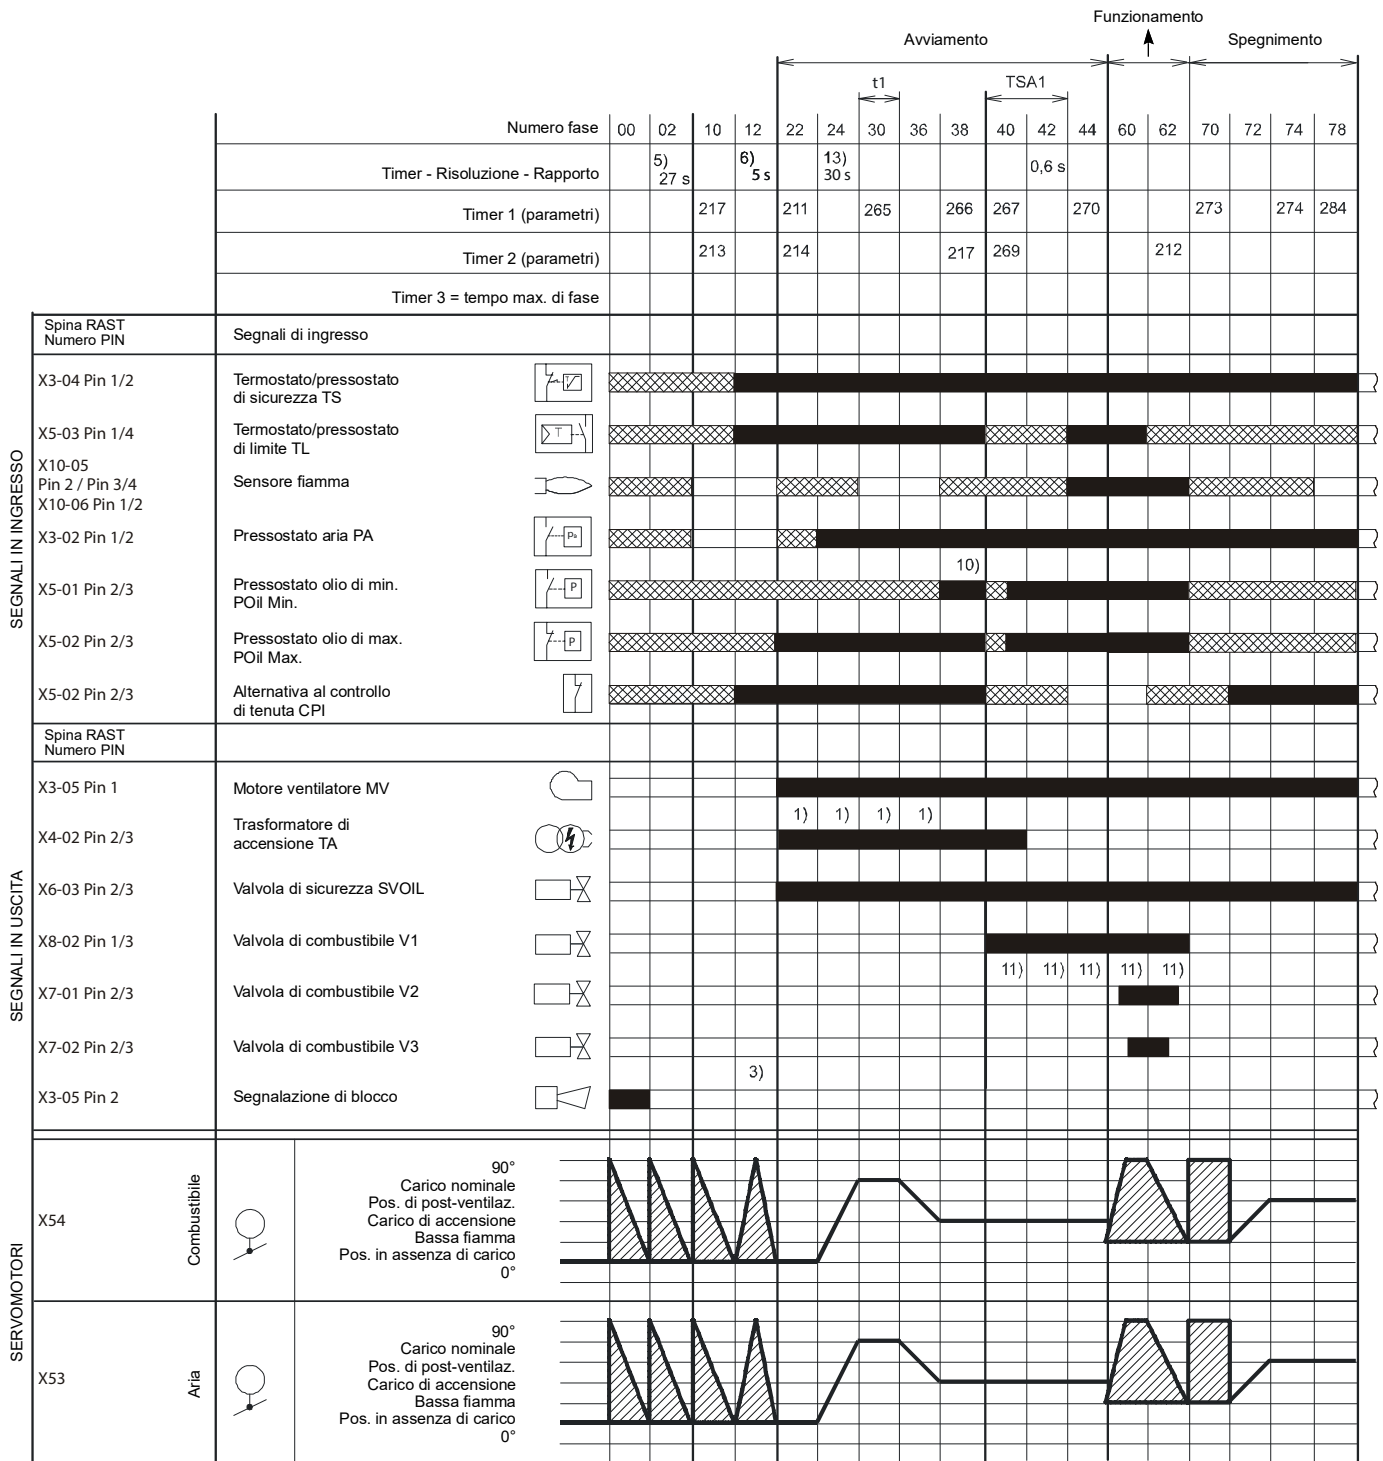 Funzionamento
Avviamento
Spegnimento
t1
TSA1
Numero fase 00 02 10 12 22 24 30 36 38 40 42 44 60 62 70 72 74 78
Timer - Risoluzione - Rapporto 5) 27 s 6) 5 s 13) 30 s 0,6 s
Timer 1 (parametri) 217 211 265 266 267 270 273 274 284
Timer 2 (parametri) 213 214 217 269 212
Timer 3 = tempo max. di fase
SEGNALI IN INGRESSO
Spina RAST
Numero PIN
Segnali di ingresso
X3-04 Pin 1/2
Termostato/pressostato
di sicurezza TS
X5-03 Pin 1/4
Termostato/pressostato
di limite TL
T
X10-05
Pin 2 / Pin 3/4
X10-06 Pin 1/2
Sensore fiamma
X3-02 Pin 1/2
Pressostato aria PA
Pa
10)
X5-01 Pin 2/3
Pressostato olio di min.
POil Min.
P
X5-02 Pin 2/3
Pressostato olio di max.
POil Max.
P
X5-02 Pin 2/3
Alternativa al controllo
di tenuta CPI
SEGNALI IN USCITA
Spina RAST
Numero PIN
X3-05 Pin 1
Motore ventilatore MV
1) 1) 1) 1)
X4-02 Pin 2/3
Trasformatore di
accensione TA
X6-03 Pin 2/3
Valvola di sicurezza SVOIL
X8-02 Pin 1/3
Valvola di combustibile V1
11) 11) 11) 11) 11)
X7-01 Pin 2/3
Valvola di combustibile V2
X7-02 Pin 2/3
Valvola di combustibile V3
3)
X3-05 Pin 2
Segnalazione di blocco
SERVOMOTORI
X54
Combustibile
90°
Carico nominale
Pos. di post-ventilaz.
Carico di accensione
Bassa fiamma
Pos. in assenza di carico
0°
X53
Aria
90°
Carico nominale
Pos. di post-ventilaz.
Carico di accensione
Bassa fiamma
Pos. in assenza di carico
0°